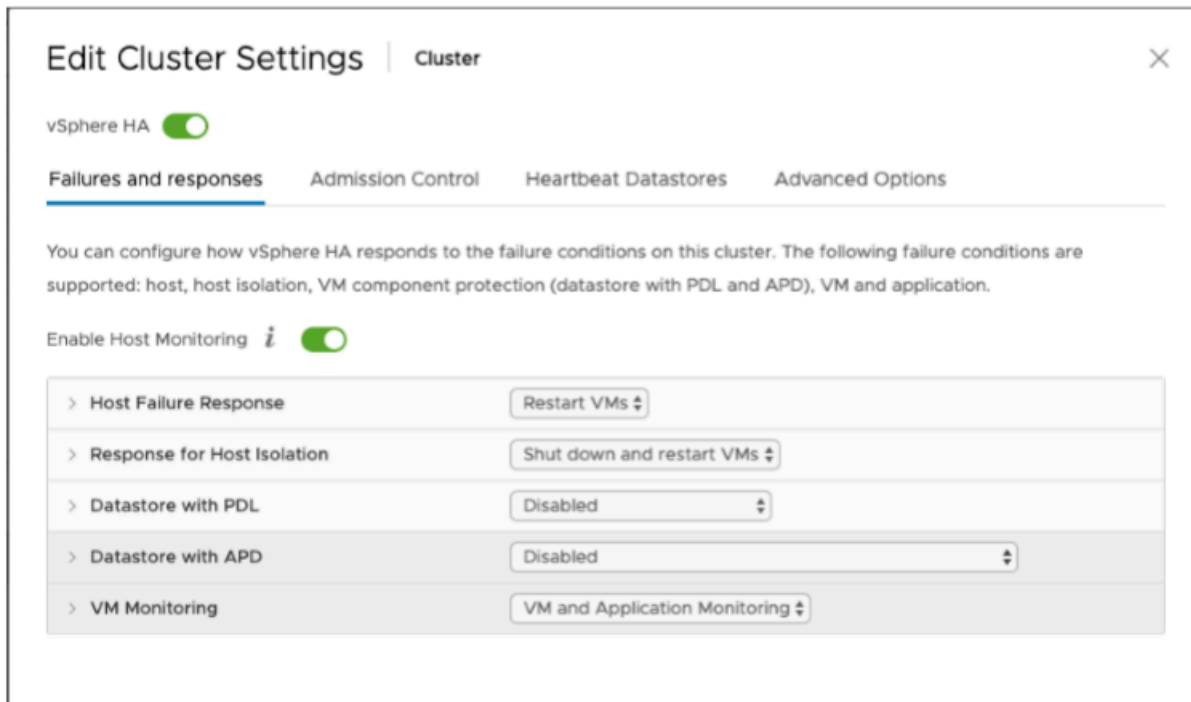 Edit Cluster Settings Cluster
vSphere HA
Failures and responses Admission Control Heartbeat Datastores Advanced Options
You can configure how vSphere HA responds to the failure conditions on this cluster. The following failure conditions are
supported: host, host isolation, VM component protection (datastore with PDL and APD), VM and application.
Enable Host Monitoring i
Host Failure Response Restart VMs
Response for Host Isolation Shut down and restart VMs
Datastore with PDL Disabled
Datastore with APD Disabled
VM Monitoring VM and Application Monitoring